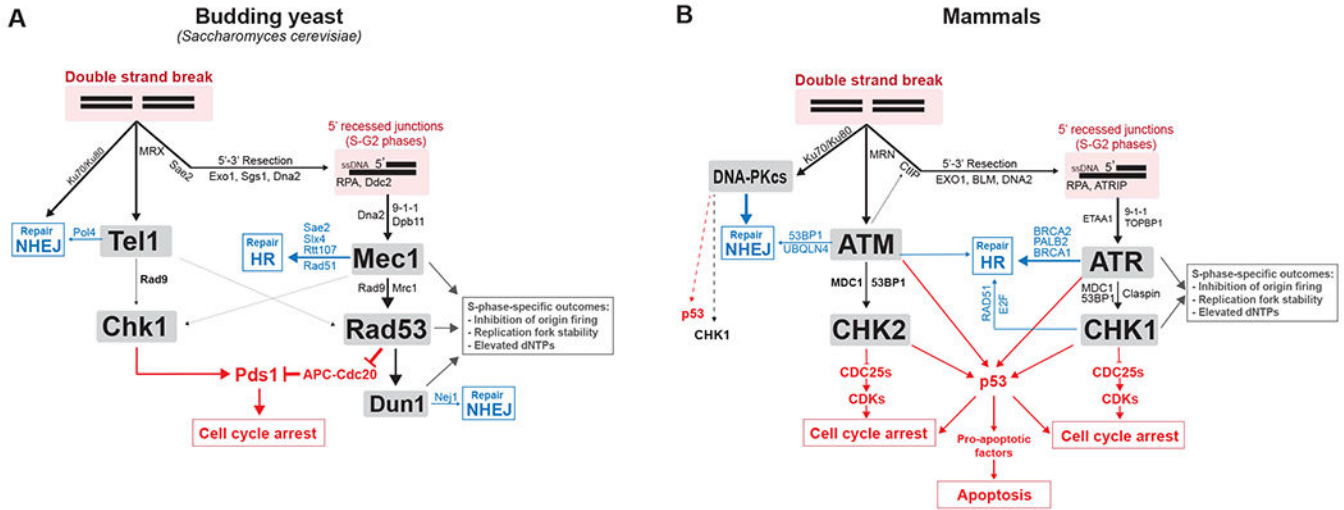 A
Budding yeast
(Saccharomyces cerevisiae)
Double strand break
5' recessed junctions
(S-G2 phases)
Ku70/Ku80
MRX
Sae2
5'-3' Resection
Exo1, Sgs1, Dna2
ssDNA 5'
RPA, Ddc2
Dna2
9-1-1
Dpb11
Repair
NHEJ
Pol4
Tel1
Repair
HR
Sae2
Slx4
Rtt107
Rad51
Mec1
Rad9
Rad9
Mrc1
Chk1
Rad53
S-phase-specific outcomes:
- Inhibition of origin firing
- Replication fork stability
- Elevated dNTPs
Pds1
APC-Cdc20
Dun1
Nej1
Repair
NHEJ
Cell cycle arrest
B
Mammals
Double strand break
5' recessed junctions
(S-G2 phases)
Ku70/Ku80
MRN
CtIP
5'-3' Resection
EXO1, BLM, DNA2
ssDNA 5'
RPA, ATRIP
DNA-PKcs
ETAA1
9-1-1
TOPBP1
Repair
NHEJ
53BP1
UBQLN4
ATM
Repair
HR
BRCA2
PALB2
BRCA1
ATR
MDC1
53BP1
RAD51
E2F
MDC1
53BP1
Claspin
S-phase-specific outcomes:
- Inhibition of origin firing
- Replication fork stability
- Elevated dNTPs
p53
CHK1
CHK2
CHK1
CDC25s
CDKs
p53
CDC25s
CDKs
Cell cycle arrest
Pro-apoptotic
factors
Cell cycle arrest
Apoptosis